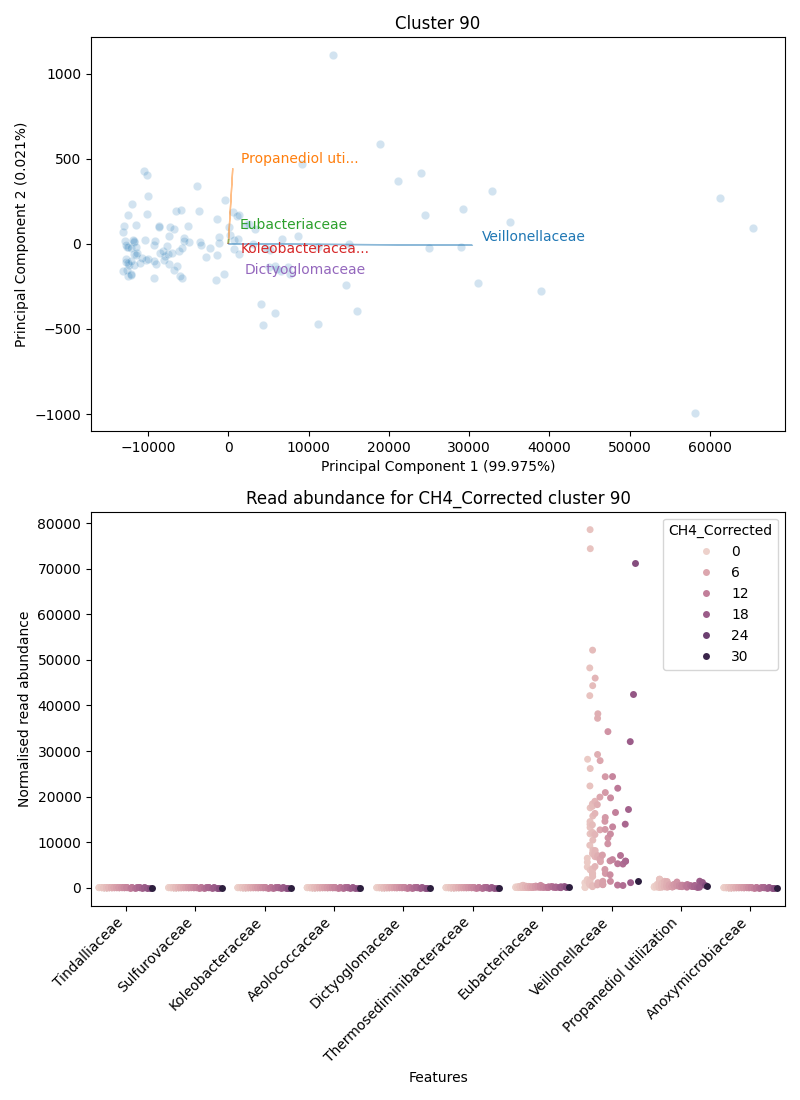 Cluster 90
Principal Component 2 (0.021%)
1000
500
0
−500
−1000
Propanediol uti...
Eubacteriaceae
Veillonellaceae
Koleobacteracea...
Dictyoglomaceae
−10000 0 10000 20000 30000 40000 50000 60000
Principal Component 1 (99.975%)
Read abundance for CH4_Corrected cluster 90
Normalised read abundance
80000
70000
60000
50000
40000
30000
20000
10000
0
CH4_Corrected
0
6
12
18
24
30
Tindalliaceae
Sulfurovaceae
Koleobacteraceae
Aeolococcaceae
Dictyoglomaceae
Thermosediminibacteraceae
Eubacteriaceae
Veillonellaceae
Propanediol utilization
Anoxymicrobiaceae
Features